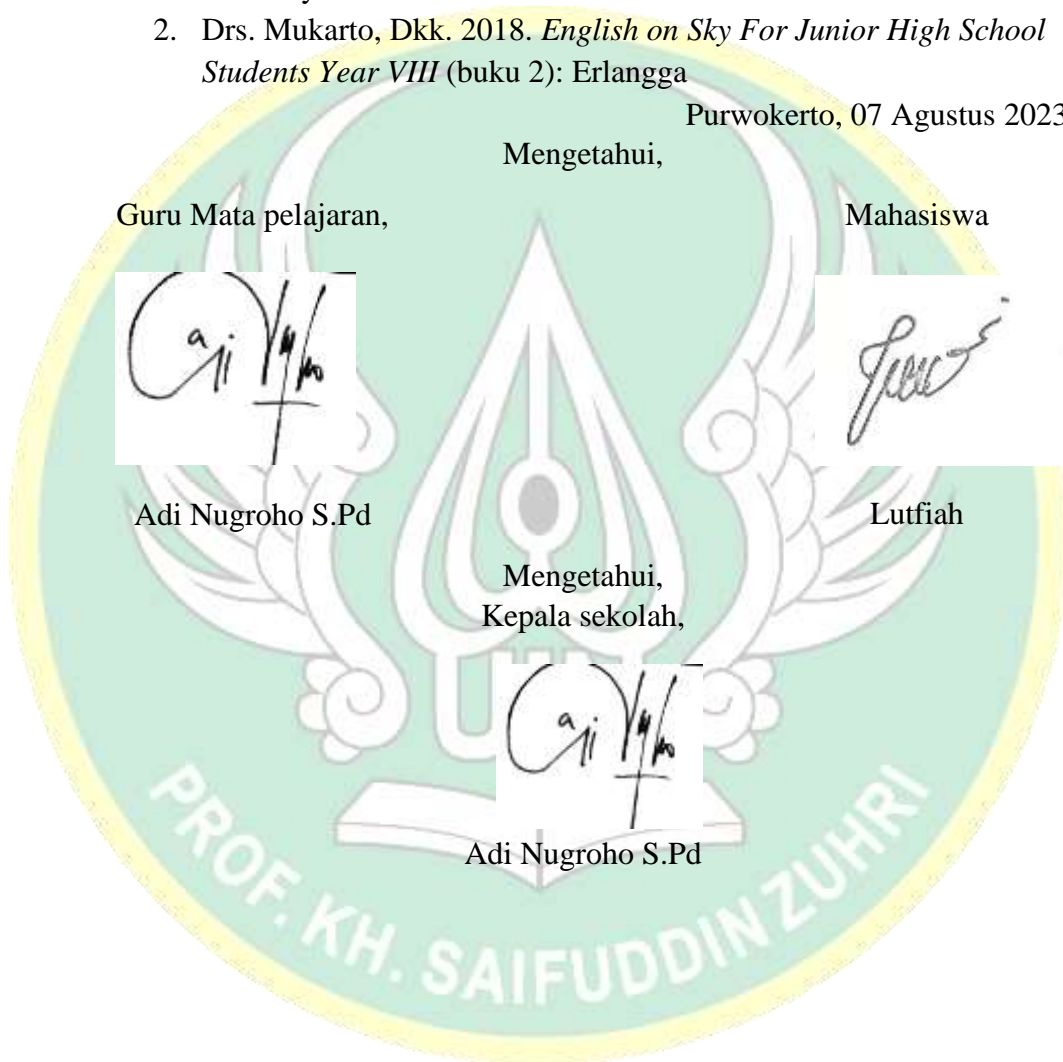 2. Drs. Mukarto, Dkk. 2018. English on Sky For Junior High School
Students Year VIII (buku 2): Erlangga
Purwokerto, 07 Agustus 2023
Mengetahui,
Guru Mata pelajaran, Mahasiswa
Adi Nugroho S.Pd Lutfiah
Mengetahui,
Kepala sekolah,
Adi Nugroho S.Pd
PROF. KH. SAIFUDDIN ZUHRI